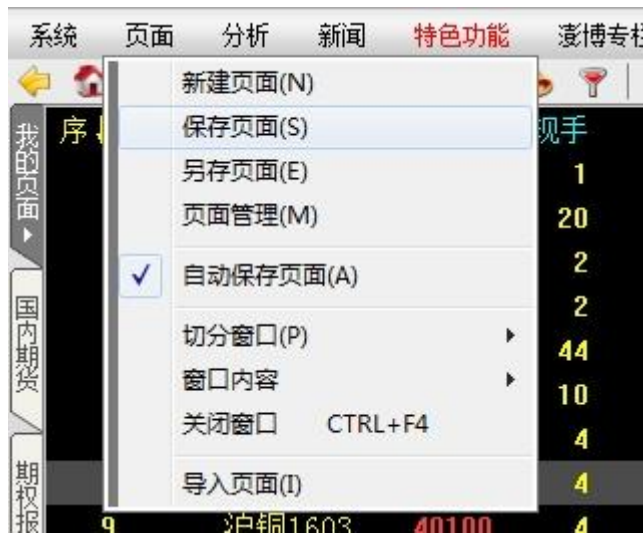 系统 页面 分析 新闻 特色功能 澎博专栏
新建页面(N)
保存页面(S)
另存页面(E)
页面管理(M)
自动保存页面(A)
切分窗口(P)
窗口内容
关闭窗口 CTRL+F4
导入页面(I)
我的页面
国内期货
期权报
序
现手
1
20
2
2
44
10
4
4
9 沪铜1603 40100 4